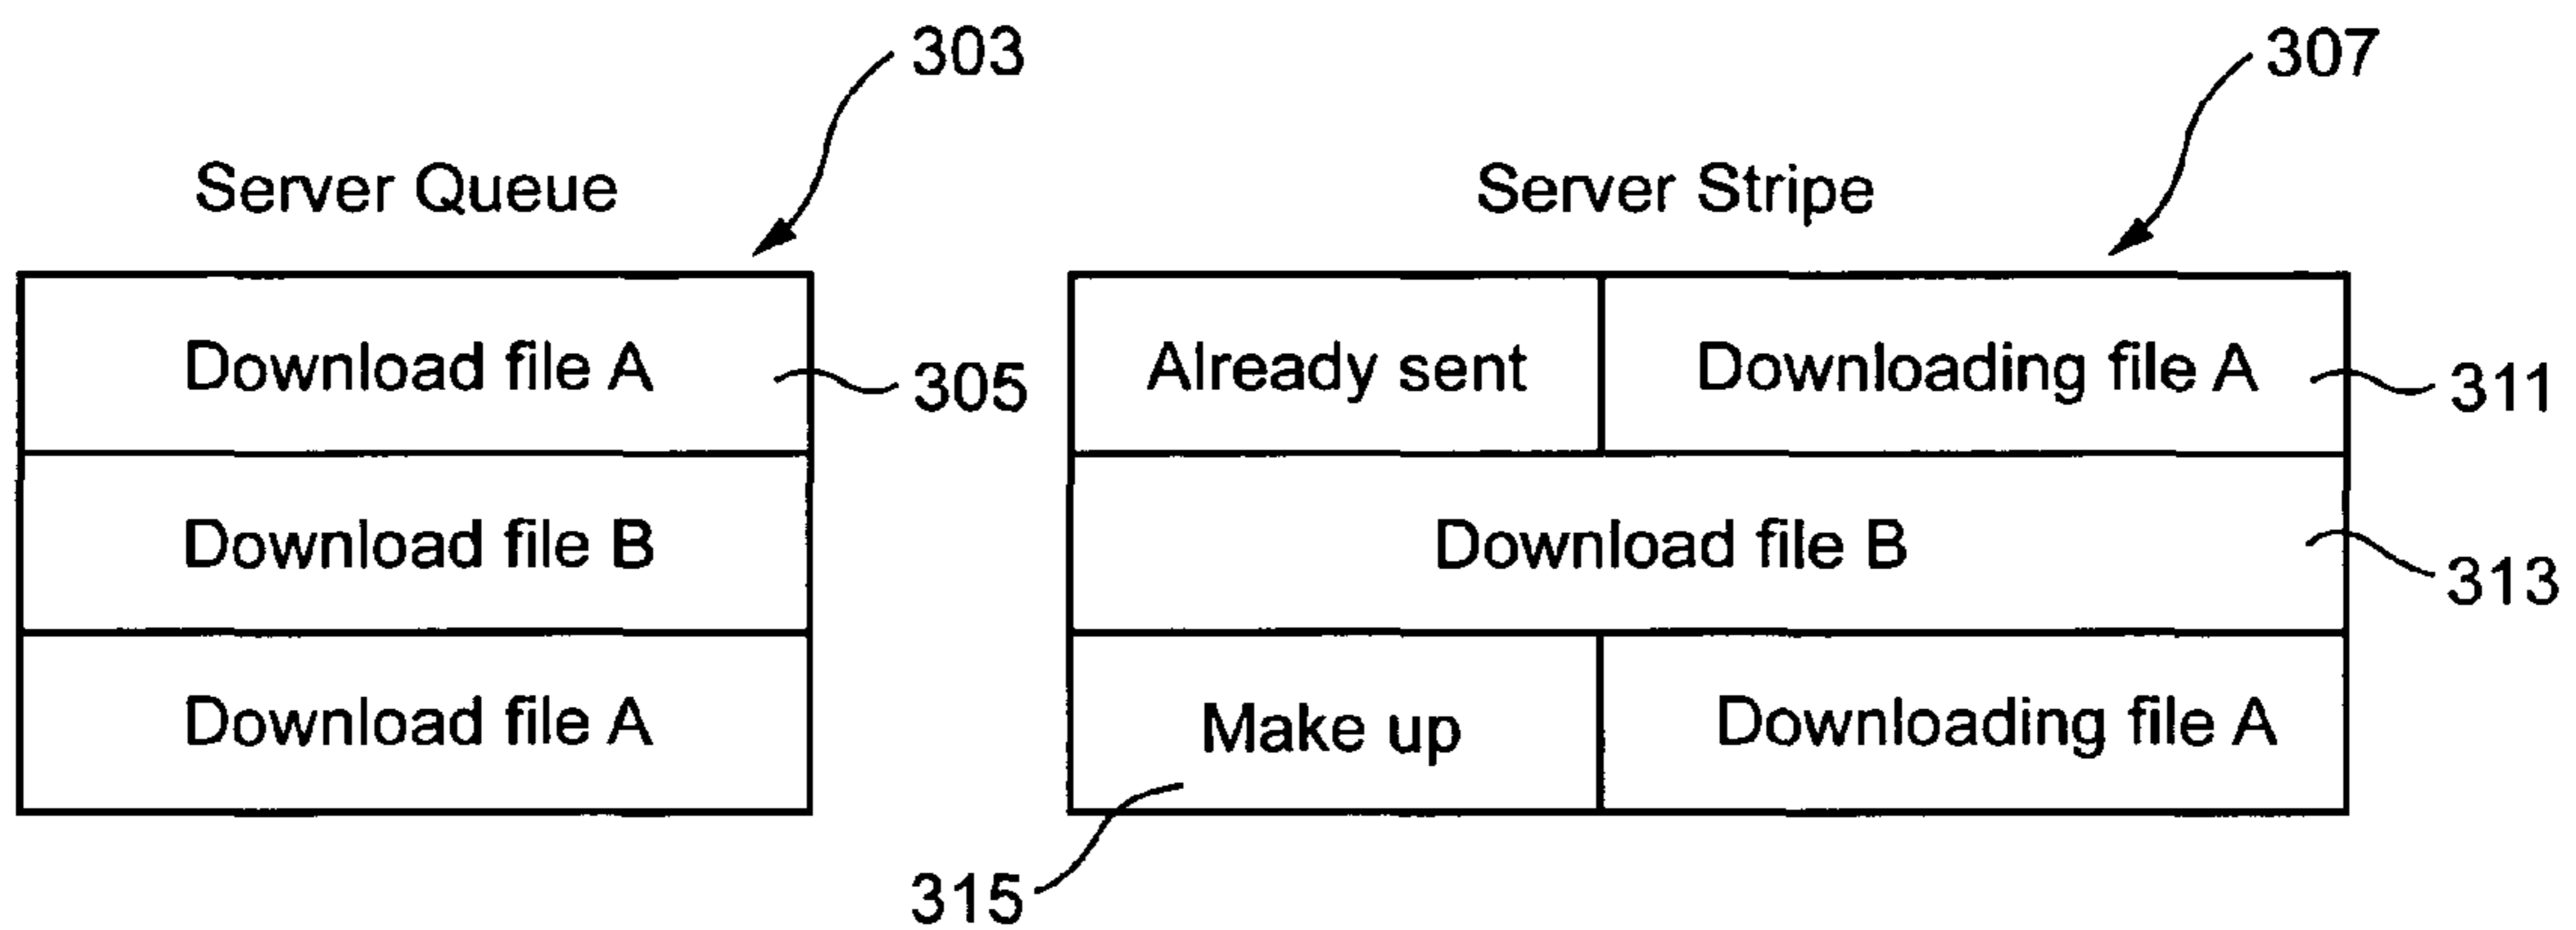 303
307
Server Queue
Server Stripe
Download file A
305
Already sent
Downloading file A
311
Download file B
Download file B
313
Download file A
Make up
Downloading file A
315